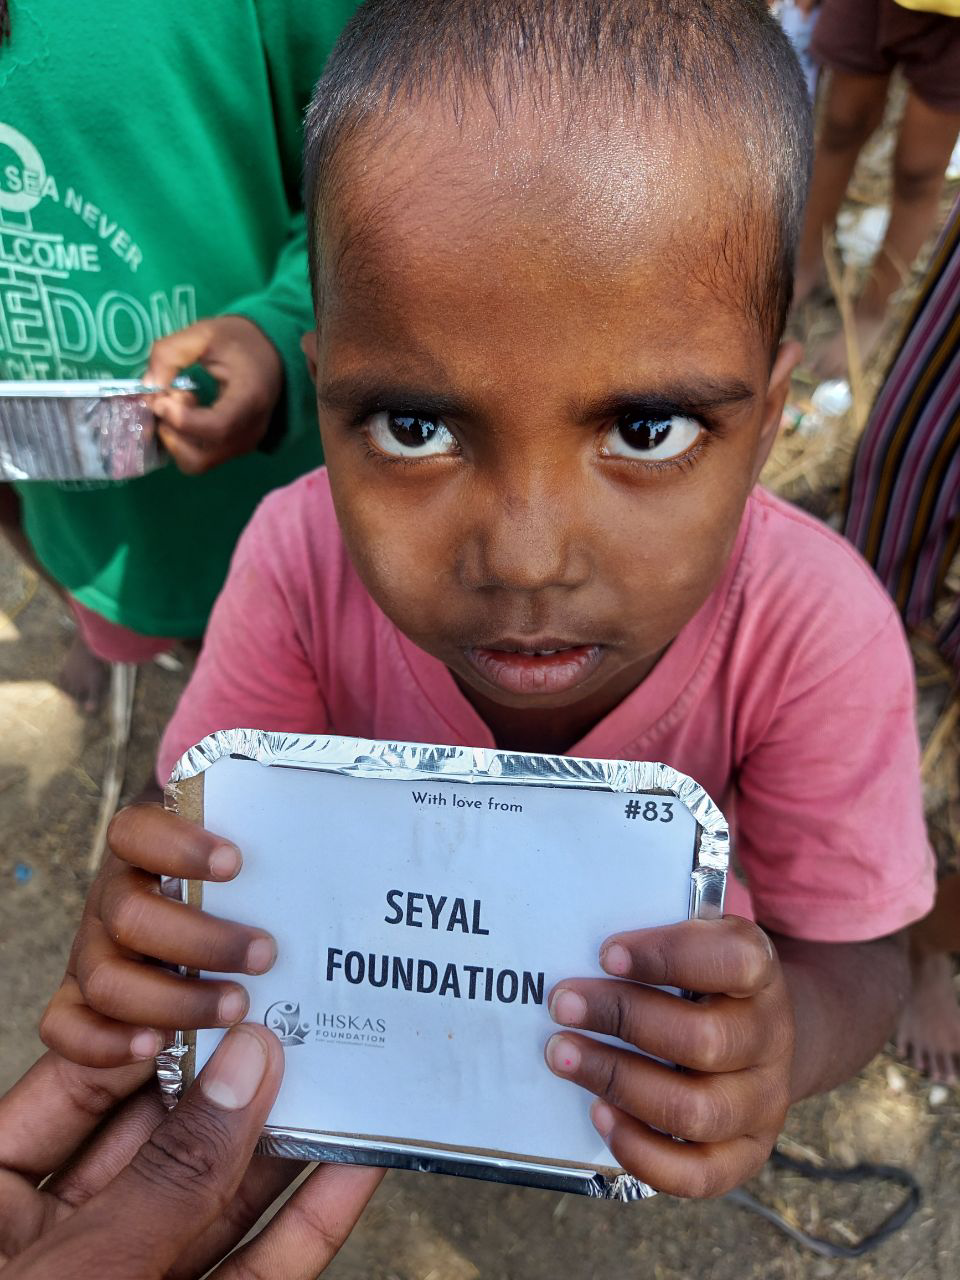 SEA NEVER
LCOME
EDOM
With love from
#83
SEYAL
FOUNDATION
IHSKAS
FOUNDATION